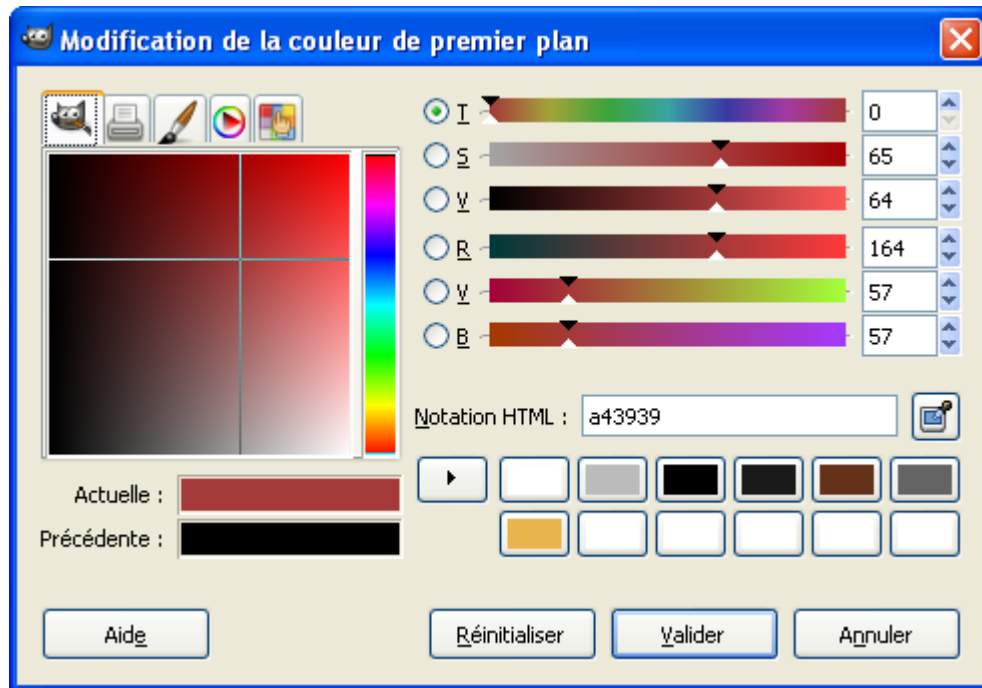 Modification de la couleur de premier plan
T 0
S 65
V 64
R 164
V 57
B 57
Notation HTML : a43939
Actuelle :
Précédente :
Aide Réinitialiser Valider Annuler